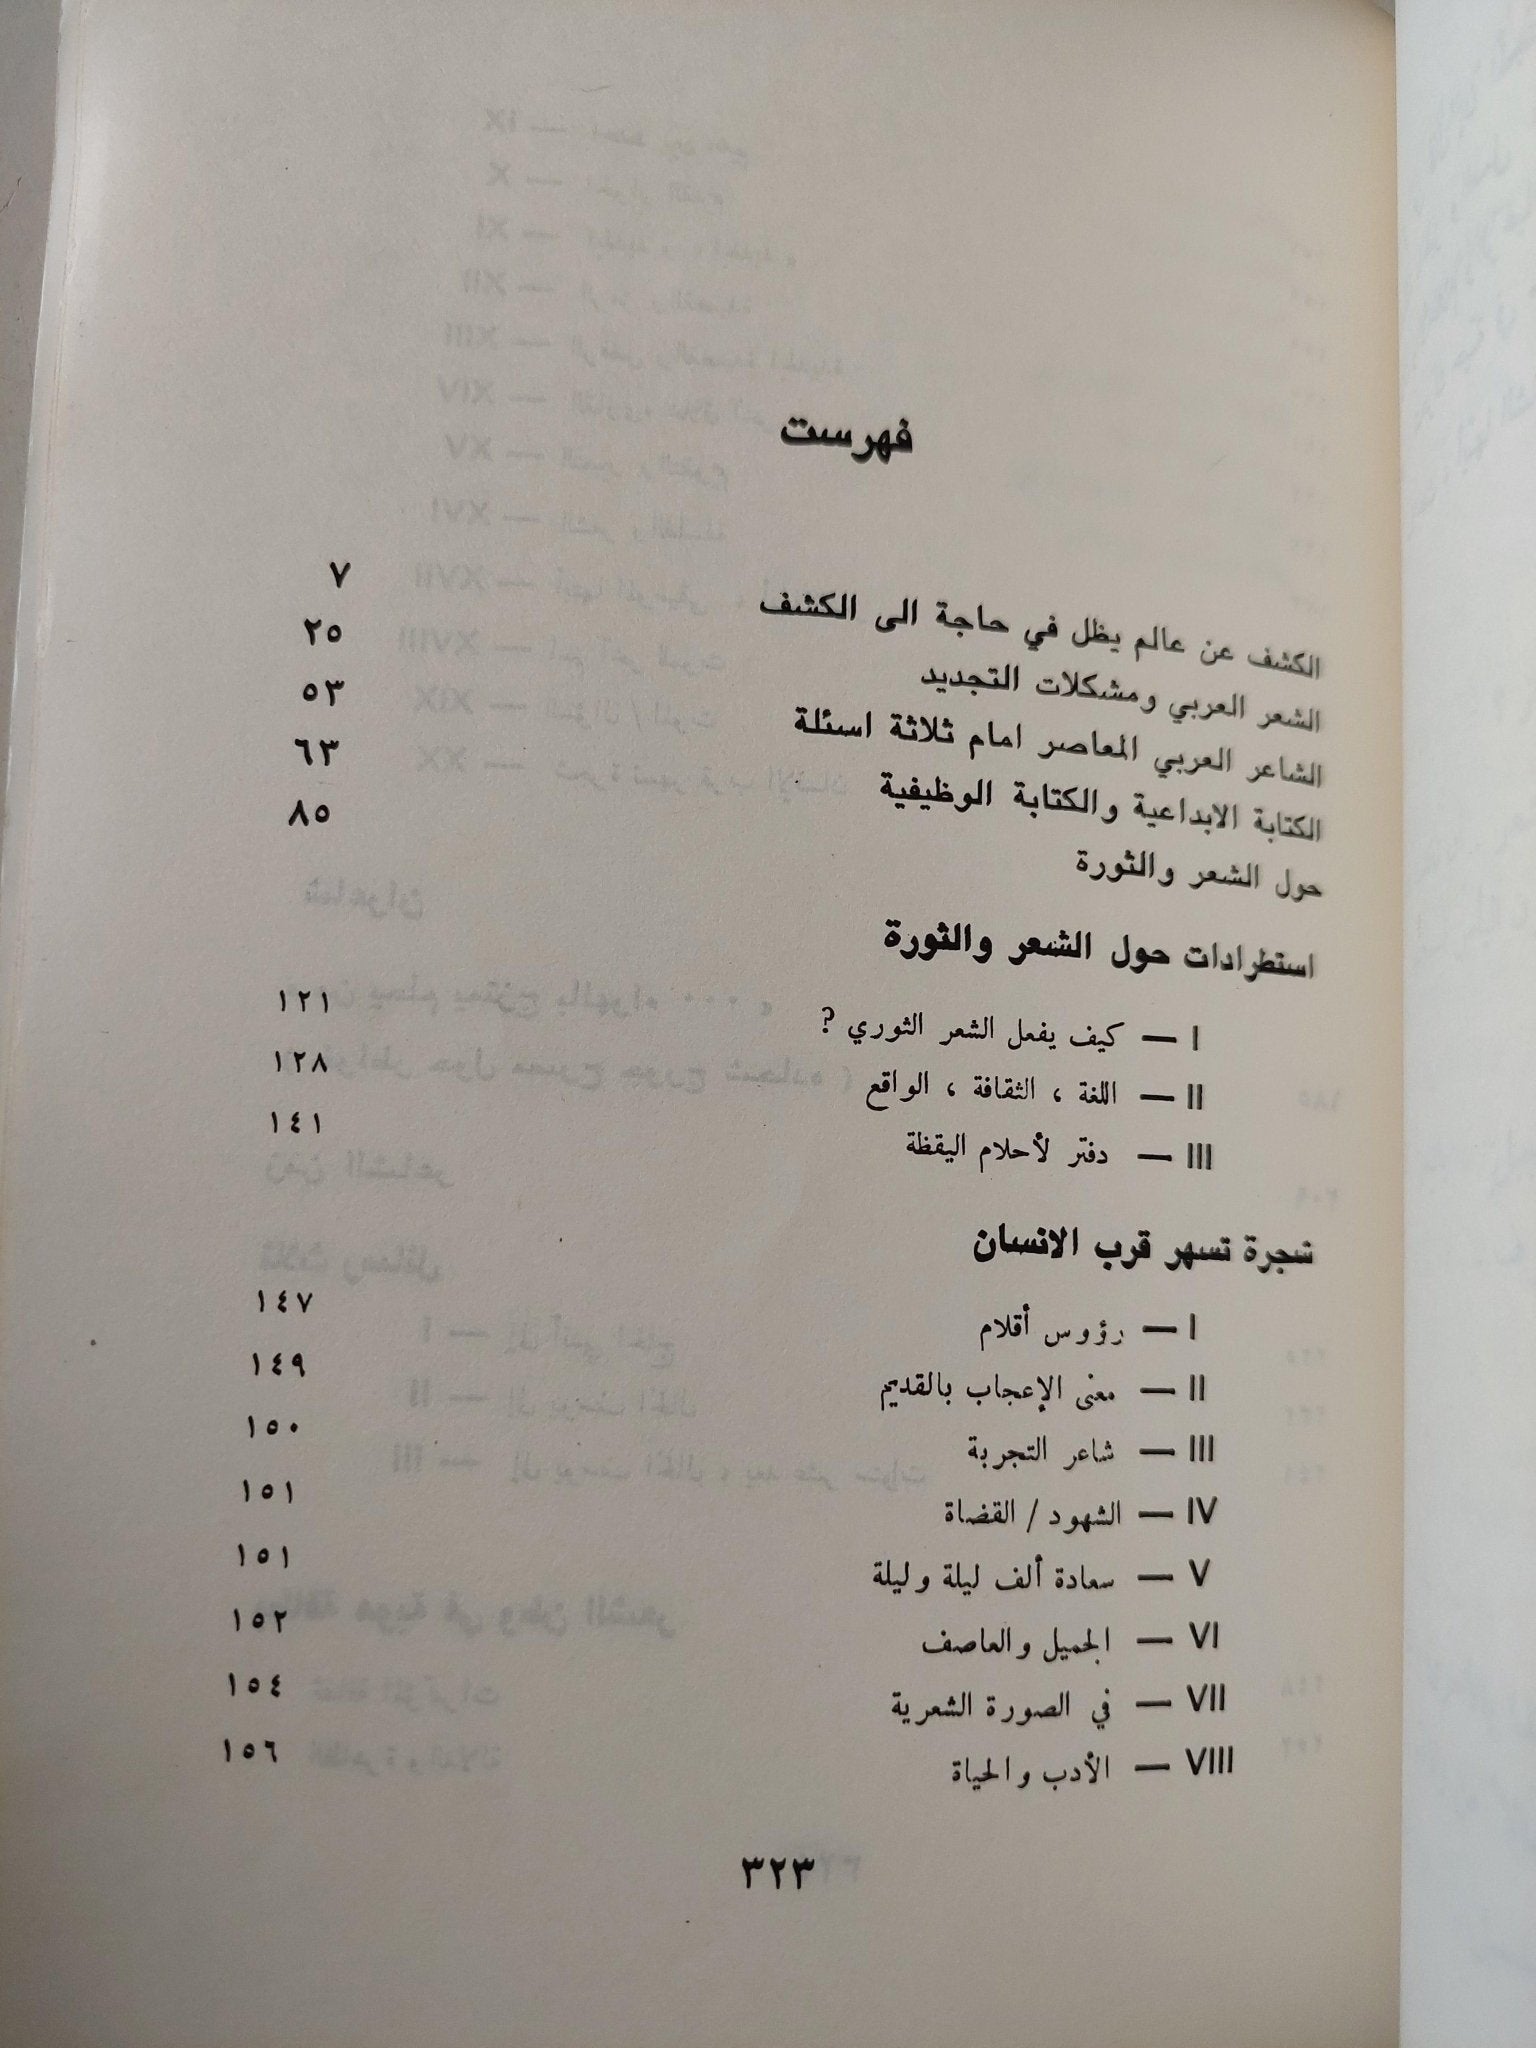 فهرست
الكشف عن عالم يظل في حاجة الى الكشف ٧
الشعر العربي ومشكلات التجديد ٢٥
الشاعر العربي المعاصر امام ثلاثة اسئلة ٥٣
الكتابة الابداعية والكتابة الوظيفية ٦٣
حول الشعر والثورة ٨٥
استطرادات حول الشعر والثورة
I — كيف يفعل الشعر الثوري ? ١٢١
II — اللغة ، الثقافة ، الواقع ١٢٨
III — دفتر لأحلام اليقظة ١٤١
شجرة تسهر قرب الانسان
I — رؤوس أقلام ١٤٧
II — معنى الإعجاب بالقديم ١٤٩
III — شاعر التجربة ١٥٠
IV — الشهود / القضاة ١٥١
V — سعادة ألف ليلة وليلة ١٥١
VI — الجميل والعاصف ١٥٢
VII — في الصورة الشعرية ١٥٤
VIII — الأدب والحياة ١٥٦
٣٢٣